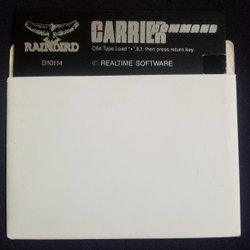 RAINBIRD
CARRIER COMMAND
C64 Type Load "*",8,1, then press return key.
D10114
© REALTIME SOFTWARE